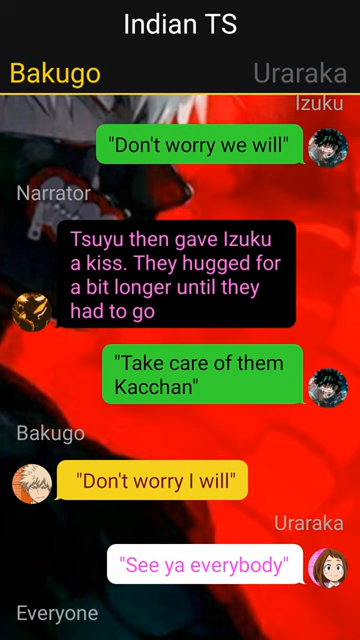 Indian TS
Bakugo
Uraraka
Izuku
"Don't worry we will"
Narrator
Tsuyu then gave Izuku
a kiss. They hugged for
a bit longer until they
had to go
"Take care of them
Kacchan"
Bakugo
"Don't worry I will"
Uraraka
"See ya everybody"
Everyone